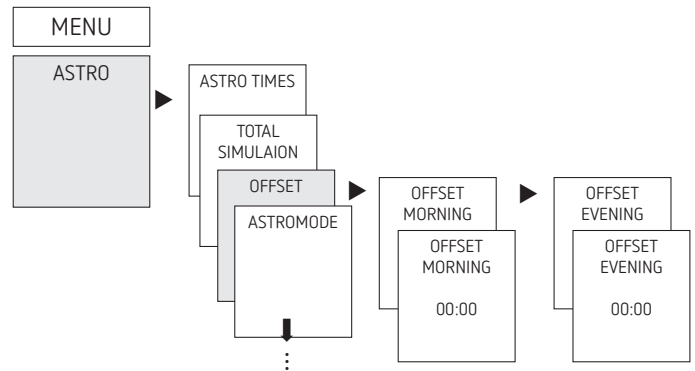 MENU
ASTRO
ASTRO TIMES
TOTAL
SIMULAION
OFFSET
ASTROMODE
OFFSET
MORNING
OFFSET
MORNING
00:00
OFFSET
EVENING
OFFSET
EVENING
00:00